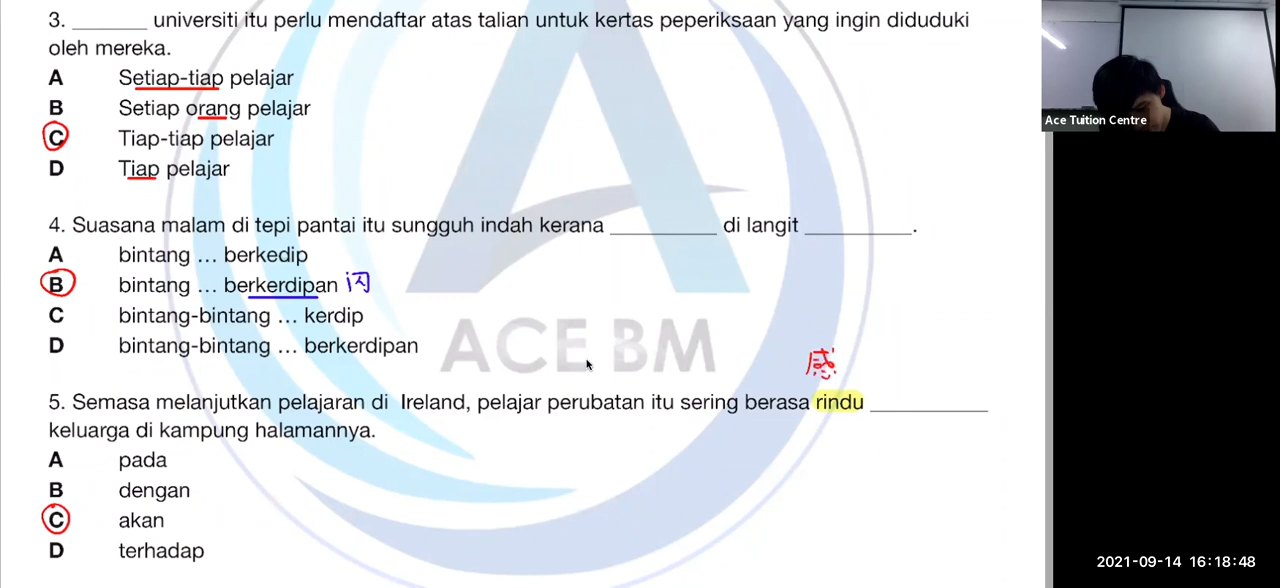 3. ______ universiti itu perlu mendaftar atas talian untuk kertas peperiksaan yang ingin diduduki
oleh mereka.
A Setiap-tiap pelajar
B Setiap orang pelajar
C Tiap-tiap pelajar
D Tiap pelajar
4. Suasana malam di tepi pantai itu sungguh indah kerana _________ di langit _________.
A bintang … berkedip
B bintang … berkerdipan 闪
C bintang-bintang … kerdip
D bintang-bintang … berkerdipan
ACE BM
感
5. Semasa melanjutkan pelajaran di Ireland, pelajar perubatan itu sering berasa rindu __________
keluarga di kampung halamannya.
A pada
B dengan
C akan
D terhadap
Ace Tuition Centre
2021-09-14 16:18:48